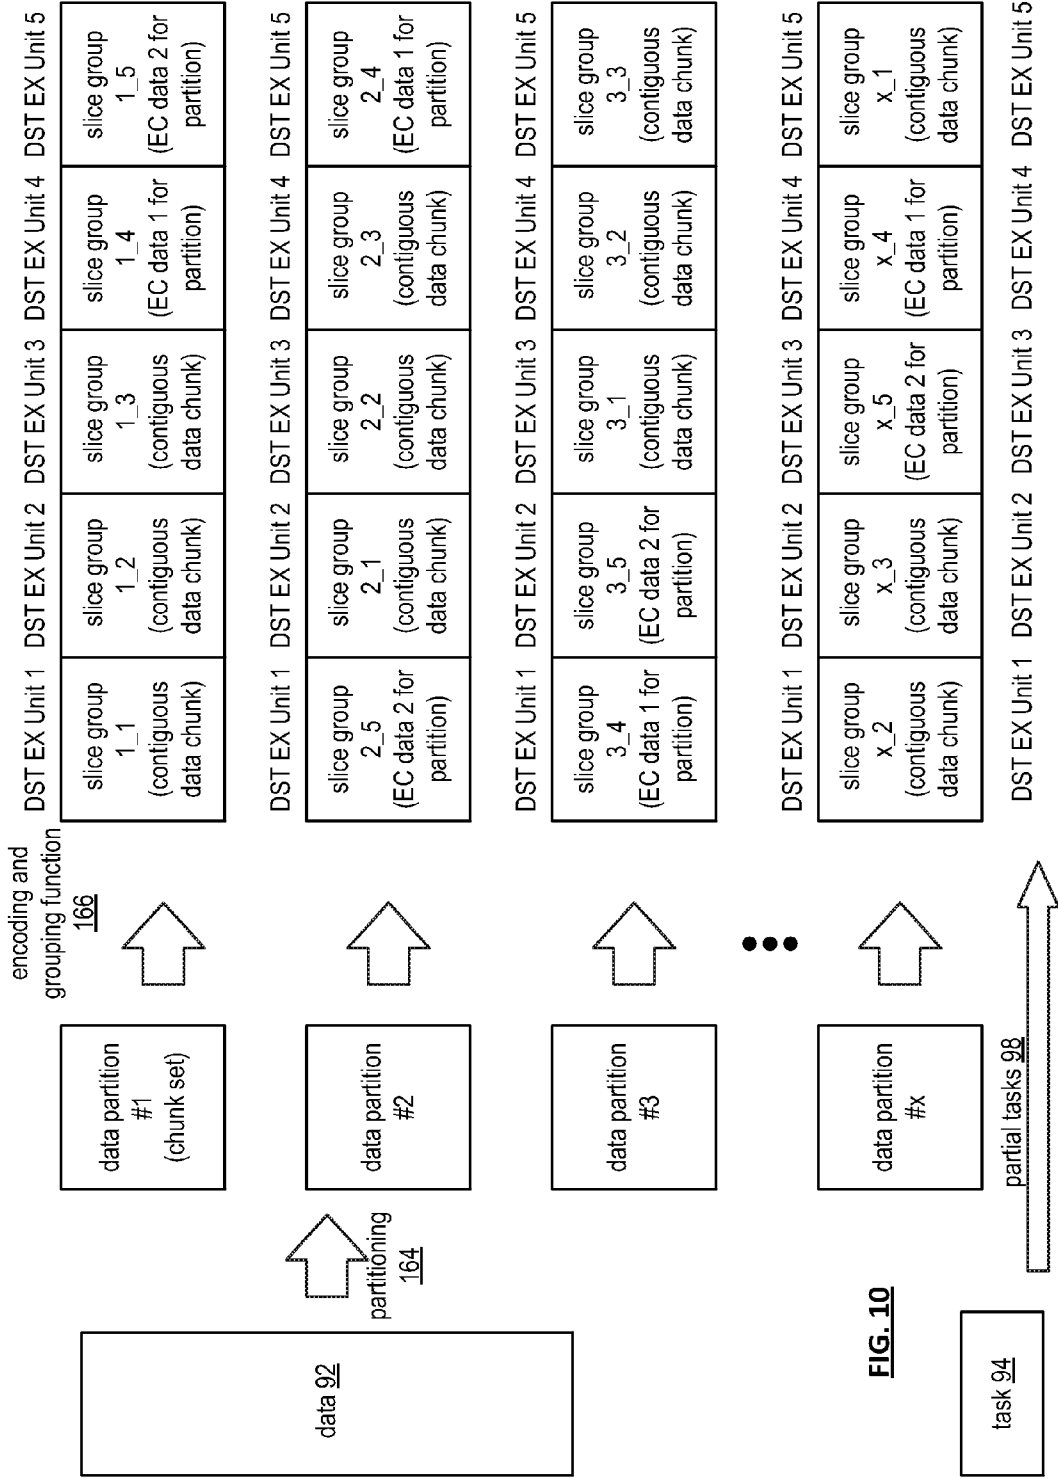 data 92
partitioning
164
data partition
#1
(chunk set)
data partition
#2
data partition
#3
data partition
#x
encoding and
grouping function
166
DST EX Unit 1
DST EX Unit 2
DST EX Unit 3
DST EX Unit 4
DST EX Unit 5
slice group
1_1
(contiguous
data chunk)
slice group
1_2
(contiguous
data chunk)
slice group
1_3
(contiguous
data chunk)
slice group
1_4
(EC data 1 for
partition)
slice group
1_5
(EC data 2 for
partition)
DST EX Unit 1
DST EX Unit 2
DST EX Unit 3
DST EX Unit 4
DST EX Unit 5
slice group
2_5
(EC data 2 for
partition)
slice group
2_1
(contiguous
data chunk)
slice group
2_2
(contiguous
data chunk)
slice group
2_3
(contiguous
data chunk)
slice group
2_4
(EC data 1 for
partition)
DST EX Unit 1
DST EX Unit 2
DST EX Unit 3
DST EX Unit 4
DST EX Unit 5
slice group
3_4
(EC data 1 for
partition)
slice group
3_5
(EC data 2 for
partition)
slice group
3_1
(contiguous
data chunk)
slice group
3_2
(contiguous
data chunk)
slice group
3_3
(contiguous
data chunk)
DST EX Unit 1
DST EX Unit 2
DST EX Unit 3
DST EX Unit 4
DST EX Unit 5
slice group
x_2
(contiguous
data chunk)
slice group
x_3
(contiguous
data chunk)
slice group
x_5
(EC data 2 for
partition)
slice group
x_4
(EC data 1 for
partition)
slice group
x_1
(contiguous
data chunk)
FIG. 10
task 94
partial tasks 98
DST EX Unit 1
DST EX Unit 2
DST EX Unit 3
DST EX Unit 4
DST EX Unit 5